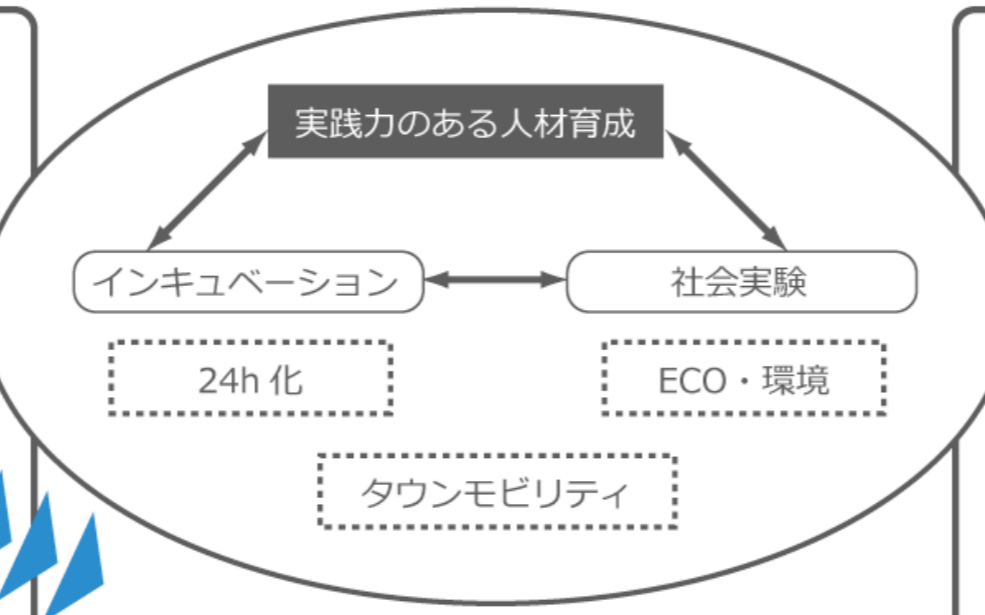 実践力のある人材育成
インキュベーション
社会実験
24h 化
ECO・環境
タウンモビリティ